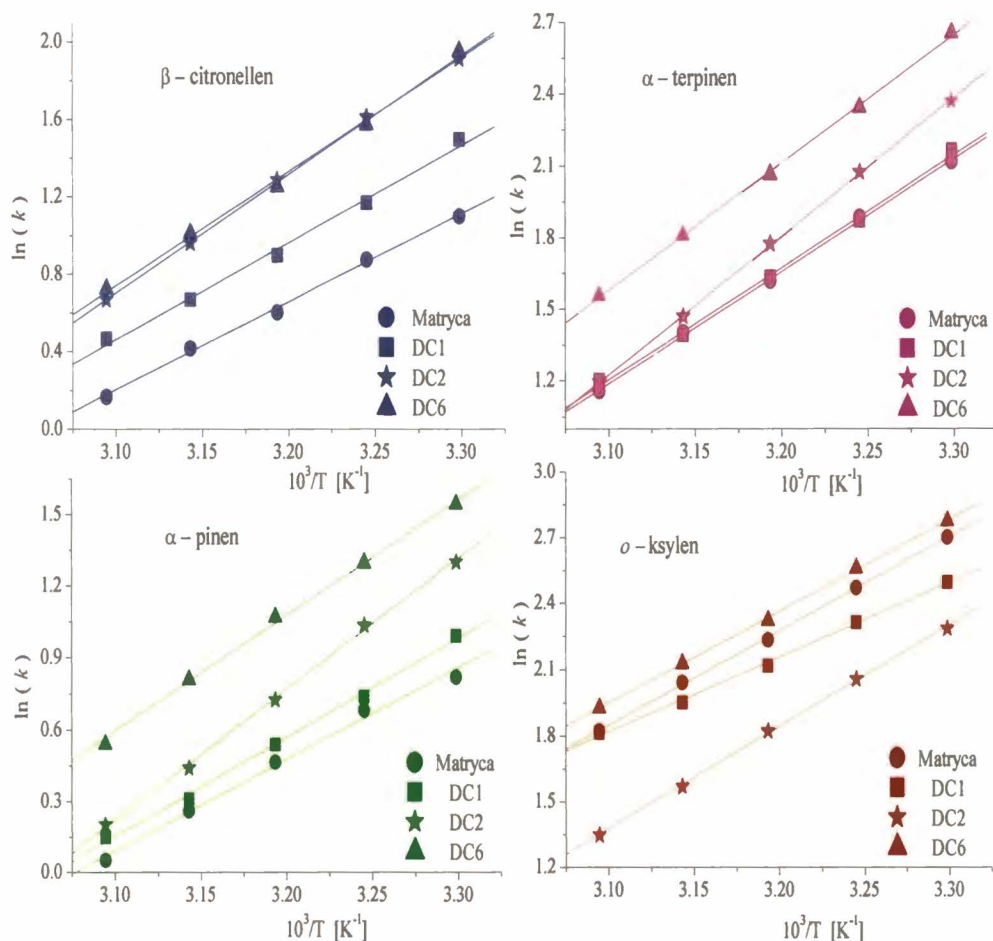 β – citronellen
ln ( k )
2.0
1.6
1.2
0.8
0.4
0.0
Matryca
DC1
DC2
DC6
3.10 3.15 3.20 3.25 3.30
10³/T [K⁻¹]
α – terpinen
ln ( k )
2.7
2.4
2.1
1.8
1.5
1.2
Matryca
DC1
DC2
DC6
3.10 3.15 3.20 3.25 3.30
10³/T [K⁻¹]
α – pinen
ln ( k )
1.5
1.2
0.9
0.6
0.3
0.0
Matryca
DC1
DC2
DC6
3.10 3.15 3.20 3.25 3.30
10³/T [K⁻¹]
o – ksylen
ln ( k )
3.0
2.7
2.4
2.1
1.8
1.5
1.2
Matryca
DC1
DC2
DC6
3.10 3.15 3.20 3.25 3.30
10³/T [K⁻¹]